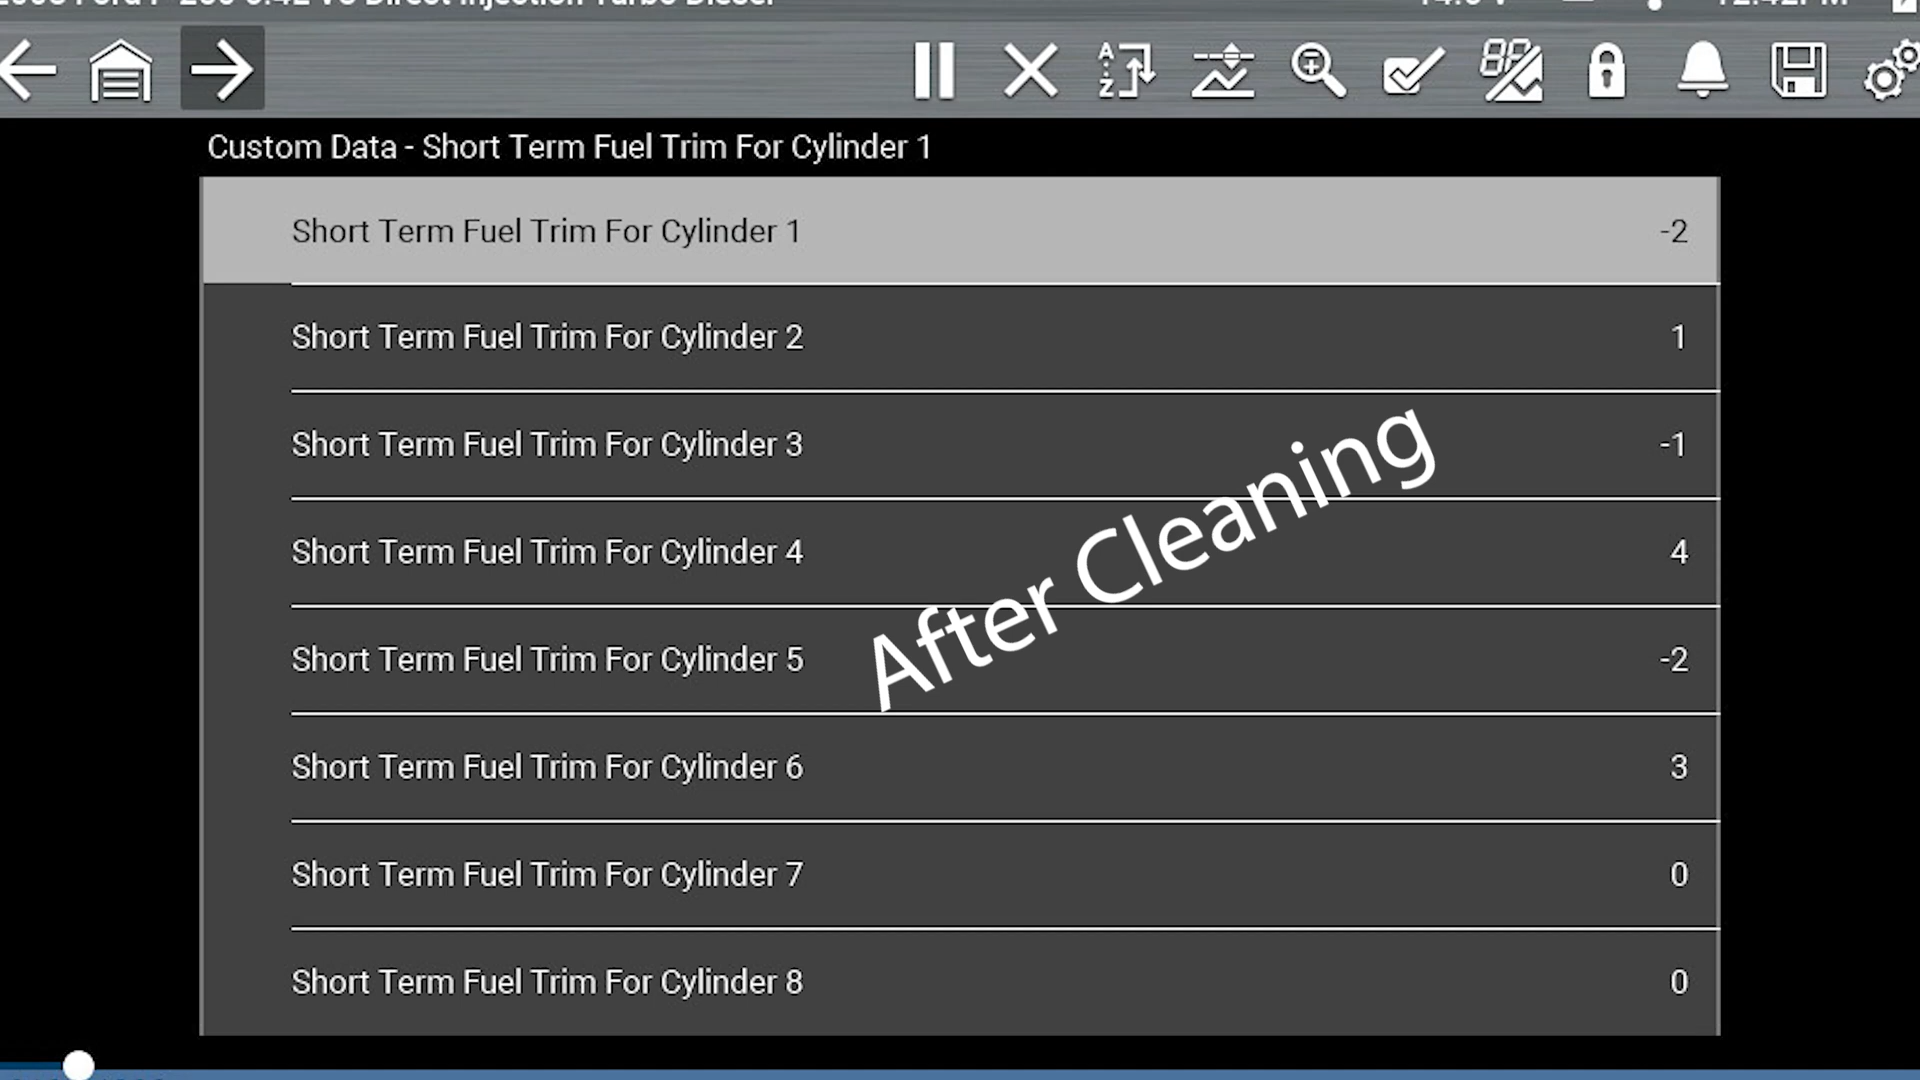 Custom Data - Short Term Fuel Trim For Cylinder 1
Short Term Fuel Trim For Cylinder 1 -2
Short Term Fuel Trim For Cylinder 2 1
Short Term Fuel Trim For Cylinder 3 -1
Short Term Fuel Trim For Cylinder 4 4
Short Term Fuel Trim For Cylinder 5 -2
Short Term Fuel Trim For Cylinder 6 3
Short Term Fuel Trim For Cylinder 7 0
Short Term Fuel Trim For Cylinder 8 0
After Cleaning